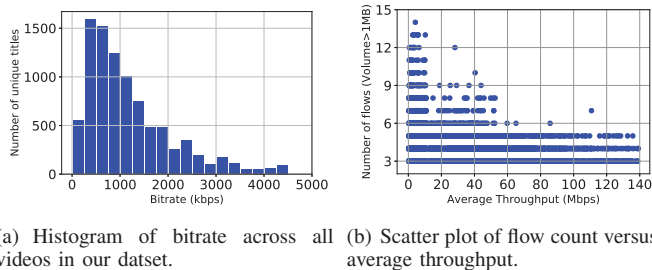 1500
1000
500
0
0
1000
2000
3000
4000
5000
Number of unique titles
Bitrate (kbps)
15
12
9
6
3
0
20
40
60
80
100
120
140
Number of flows (Volume>1MB)
Average Throughput (Mbps)
a) Histogram of bitrate across all
videos in our datset.
(b) Scatter plot of flow count versus
average throughput.